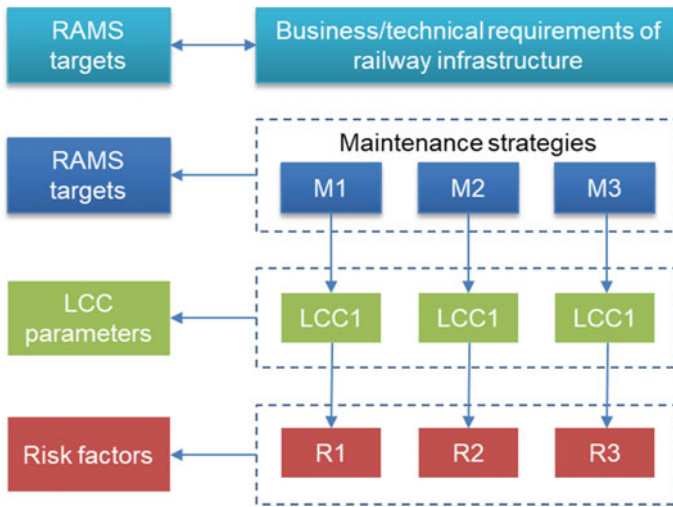 RAMS
targets
Business/technical requirements of
railway infrastructure
RAMS
targets
Maintenance strategies
M1
M2
M3
LCC
parameters
LCC1
LCC1
LCC1
Risk factors
R1
R2
R3